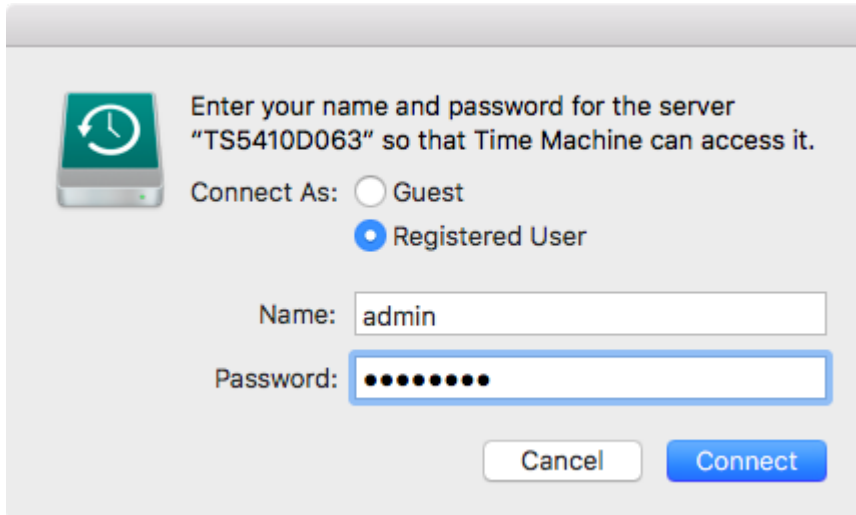 Enter your name and password for the server
“TS5410D063” so that Time Machine can access it.
Connect As: Guest
Registered User
Name: admin
Password: ••••••••
Cancel Connect